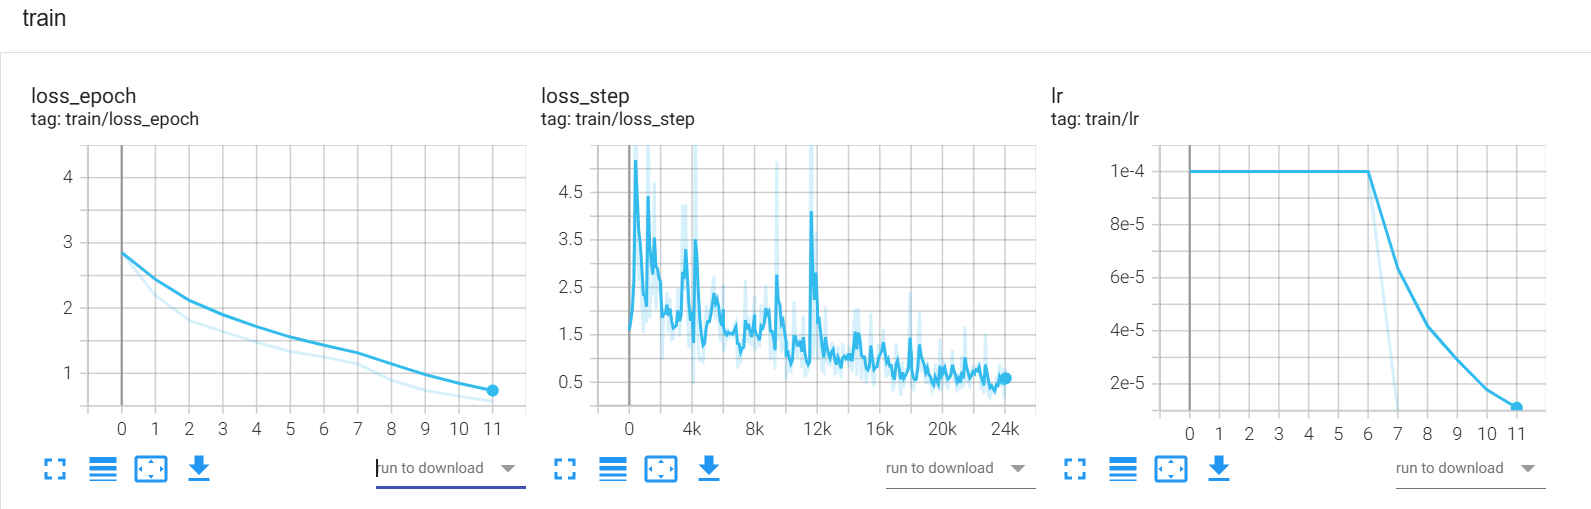 train
loss_epoch
tag: train/loss_epoch
4
3
2
1
0 1 2 3 4 5 6 7 8 9 10 11
run to download
loss_step
tag: train/loss_step
4.5
3.5
2.5
1.5
0.5
0 4k 8k 12k 16k 20k 24k
run to download
lr
tag: train/lr
1e-4
8e-5
6e-5
4e-5
2e-5
0 1 2 3 4 5 6 7 8 9 10 11
run to download